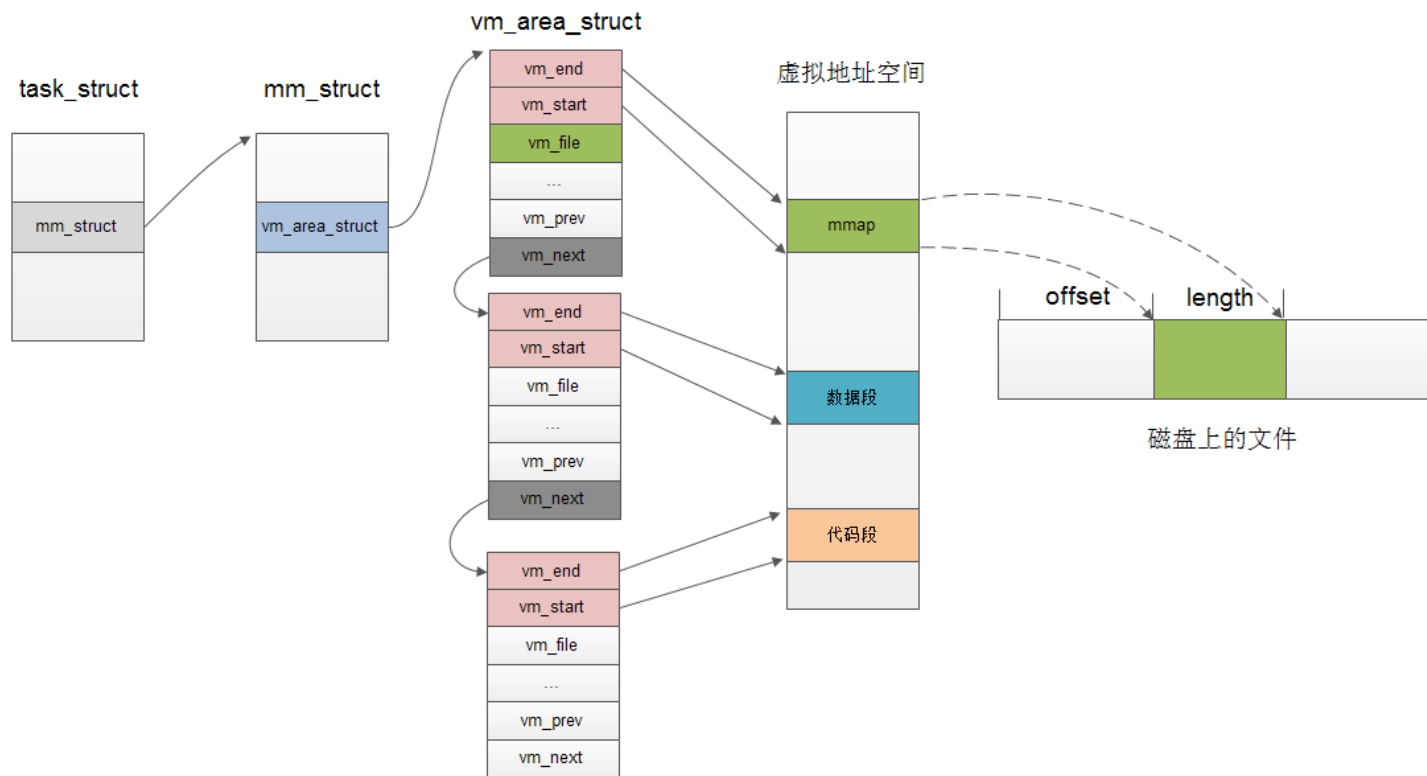 task_struct
mm_struct
mm_struct
vm_area_struct
vm_area_struct
vm_end
vm_start
vm_file
...
vm_prev
vm_next
vm_end
vm_start
vm_file
...
vm_prev
vm_next
vm_end
vm_start
vm_file
...
vm_prev
vm_next
虚拟地址空间
mmap
数据段
代码段
offset
length
磁盘上的文件